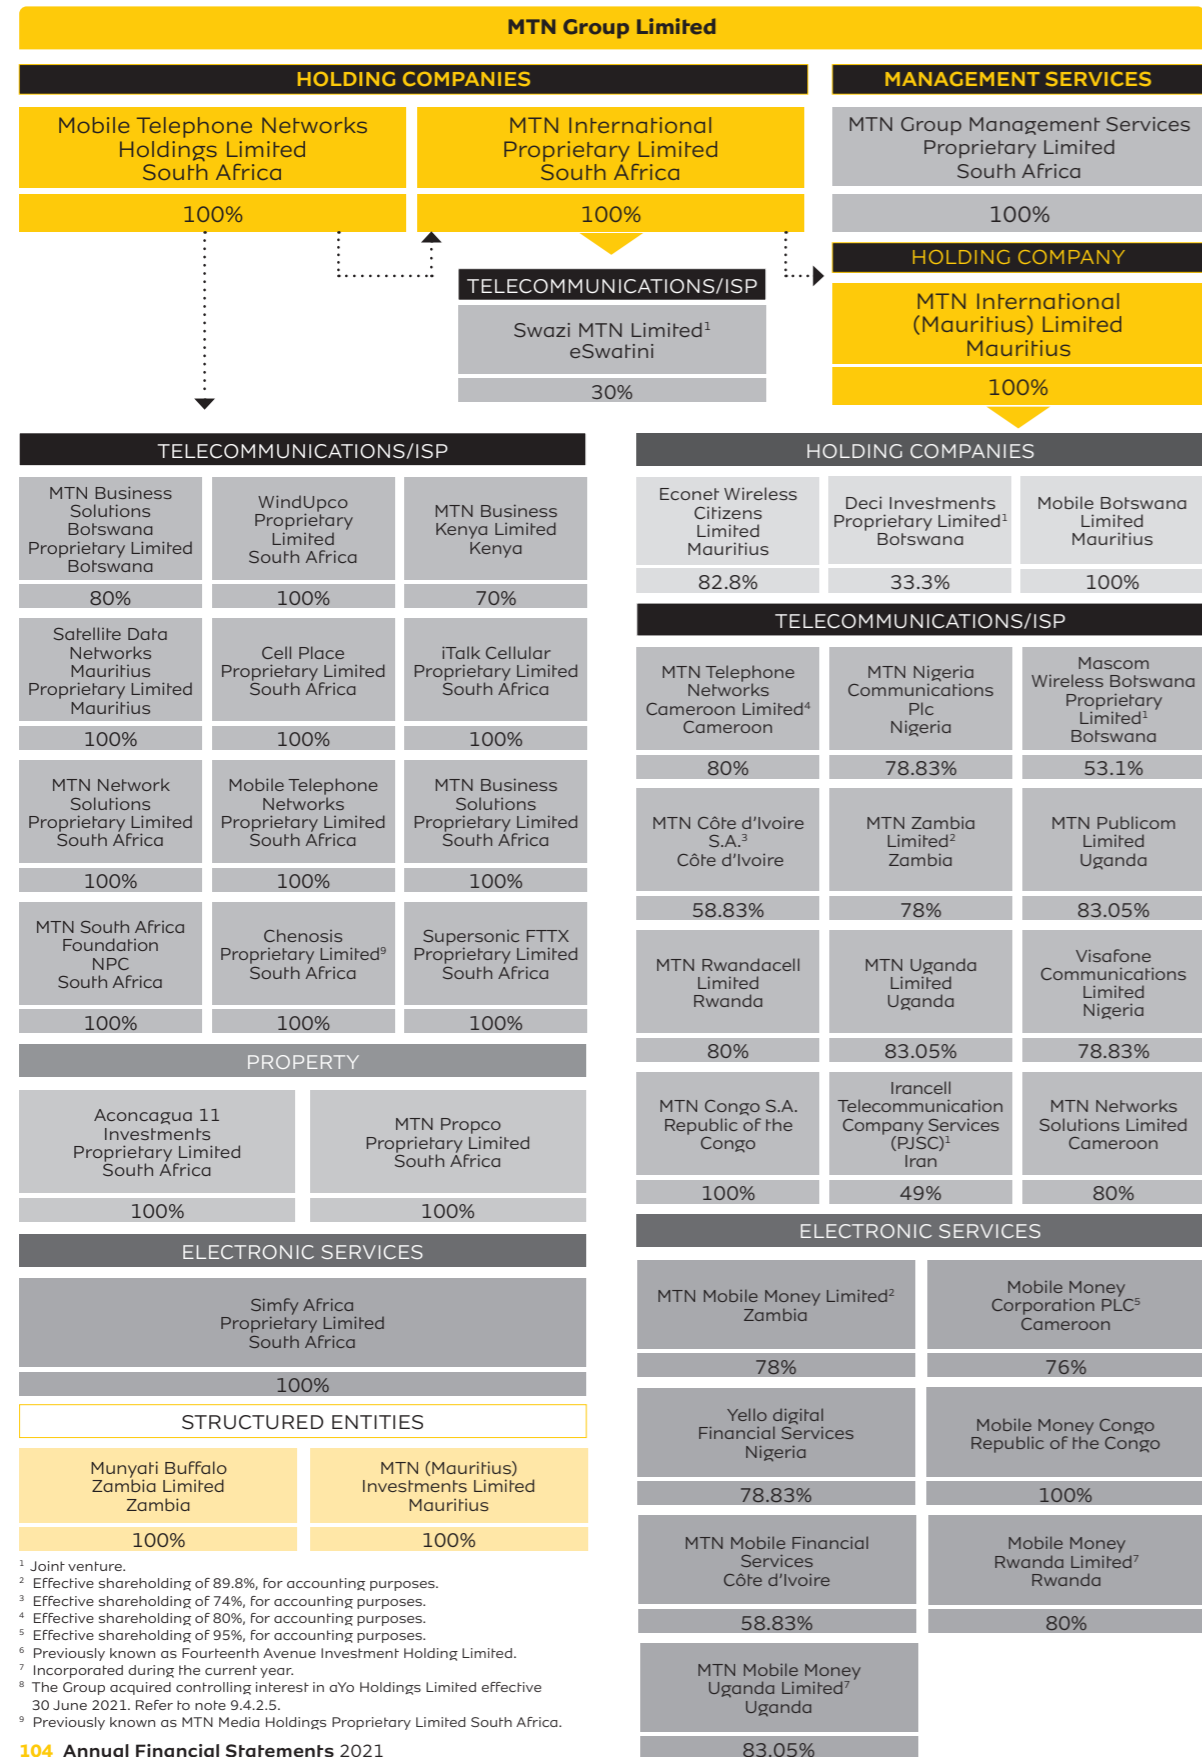 MTN Group Limited
HOLDING COMPANIES
Mobile Telephone Networks
Holdings Limited
South Africa
100%
MTN International
Proprietary Limited
South Africa
100%
MANAGEMENT SERVICES
MTN Group Management Services
Proprietary Limited
South Africa
100%
TELECOMMUNICATIONS/ISP
Swazi MTN Limited¹
eSwatini
30%
HOLDING COMPANY
MTN International
(Mauritius) Limited
Mauritius
100%
TELECOMMUNICATIONS/ISP
MTN Business
Solutions
Botswana
Proprietary Limited
Botswana
80%
WindUpco
Proprietary
Limited
South Africa
100%
MTN Business
Kenya Limited
Kenya
70%
Satellite Data
Networks
Mauritius
Proprietary Limited
Mauritius
100%
Cell Place
Proprietary Limited
South Africa
100%
iTalk Cellular
Proprietary Limited
South Africa
100%
MTN Network
Solutions
Proprietary Limited
South Africa
100%
Mobile Telephone
Networks
Proprietary Limited
South Africa
100%
MTN Business
Solutions
Proprietary Limited
South Africa
100%
MTN South Africa
Foundation
NPC
South Africa
100%
Chenosis
Proprietary Limited⁹
South Africa
100%
Supersonic FTTX
Proprietary Limited
South Africa
100%
PROPERTY
Aconcagua 11
Investments
Proprietary Limited
South Africa
100%
MTN Propco
Proprietary Limited
South Africa
100%
ELECTRONIC SERVICES
Simfy Africa
Proprietary Limited
South Africa
100%
STRUCTURED ENTITIES
Munyati Buffalo
Zambia Limited
Zambia
100%
MTN (Mauritius)
Investments Limited
Mauritius
100%
HOLDING COMPANIES
Econet Wireless
Citizens
Limited
Mauritius
82.8%
Deci Investments
Proprietary Limited¹
Botswana
33.3%
Mobile Botswana
Limited
Mauritius
100%
TELECOMMUNICATIONS/ISP
MTN Telephone
Networks
Cameroon Limited⁴
Cameroon
80%
MTN Nigeria
Communications
Plc
Nigeria
78.83%
Mascom
Wireless Botswana
Proprietary
Limited¹
Botswana
53.1%
MTN Côte d'Ivoire
S.A.³
Côte d'Ivoire
58.83%
MTN Zambia
Limited²
Zambia
78%
MTN Publicom
Limited
Uganda
83.05%
MTN Rwandacell
Limited
Rwanda
80%
MTN Uganda
Limited
Uganda
83.05%
Visafone
Communications
Limited
Nigeria
78.83%
MTN Congo S.A.
Republic of the
Congo
100%
Irancell
Telecommunication
Company Services
(PJSC)¹
Iran
49%
MTN Networks
Solutions Limited
Cameroon
80%
ELECTRONIC SERVICES
MTN Mobile Money Limited²
Zambia
78%
Mobile Money
Corporation PLC⁵
Cameroon
76%
Yello digital
Financial Services
Nigeria
78.83%
Mobile Money Congo
Republic of the Congo
100%
MTN Mobile Financial
Services
Côte d'Ivoire
58.83%
Mobile Money
Rwanda Limited⁷
Rwanda
80%
MTN Mobile Money
Uganda Limited⁷
Uganda
83.05%
¹ Joint venture.
² Effective shareholding of 89.8%, for accounting purposes.
³ Effective shareholding of 74%, for accounting purposes.
⁴ Effective shareholding of 80%, for accounting purposes.
⁵ Effective shareholding of 95%, for accounting purposes.
⁶ Previously known as Fourteenth Avenue Investment Holding Limited.
⁷ Incorporated during the current year.
⁸ The Group acquired controlling interest in aYo Holdings Limited effective
30 June 2021. Refer to note 9.4.2.5.
⁹ Previously known as MTN Media Holdings Proprietary Limited South Africa.
104 Annual Financial Statements 2021